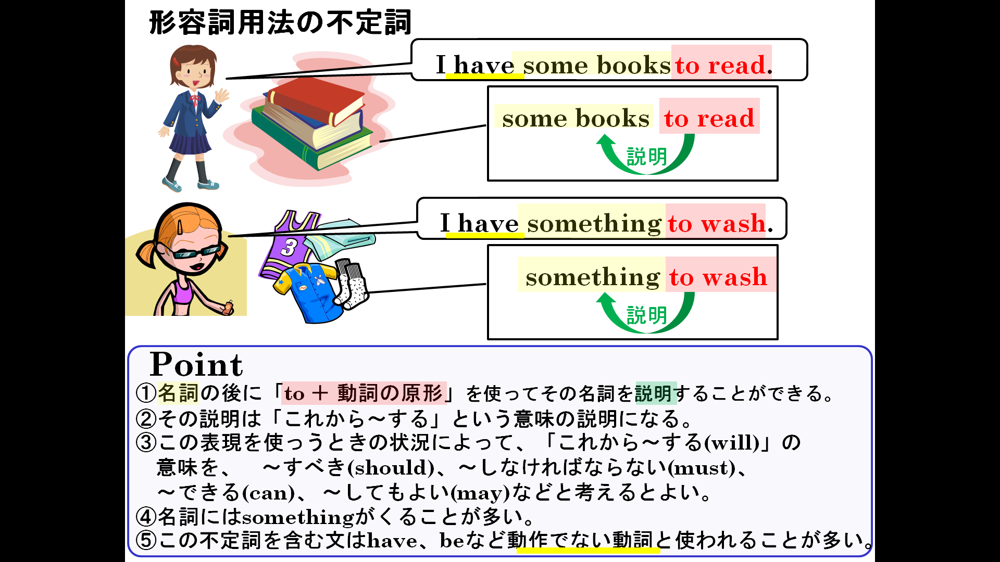 形容詞用法の不定詞
I have some books to read.
some books to read
説明
3
I have something to wash.
something to wash
説明
Point
①名詞の後に「to + 動詞の原形」を使ってその名詞を説明することができる。
②その説明は「これから～する」という意味の説明になる。
③この表現を使っうときの状況によって、「これから～する(will)」の
意味を、　～すべき(should)、～しなければならない(must)、
～できる(can)、～してもよい(may)などと考えるとよい。
④名詞にはsomethingがくることが多い。
⑤この不定詞を含む文はhave、beなど動作でない動詞と使われることが多い。